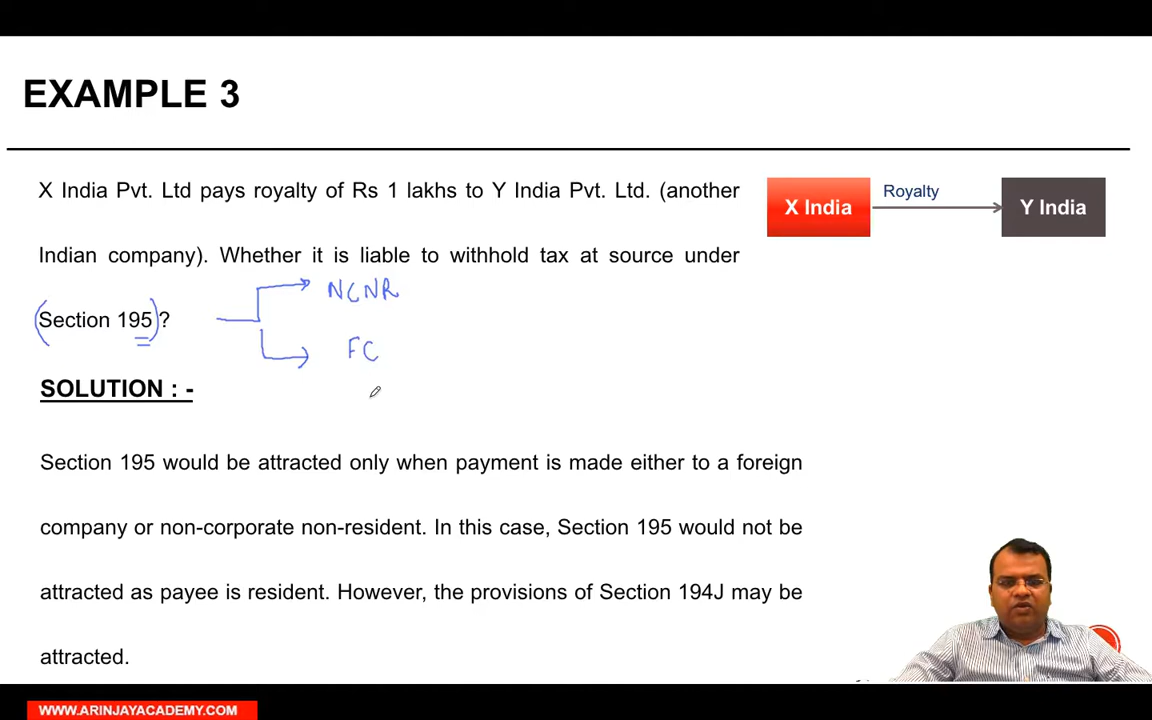 EXAMPLE 3
X India Pvt. Ltd pays royalty of Rs 1 lakhs to Y India Pvt. Ltd. (another
Indian company). Whether it is liable to withhold tax at source under
(Section 195)?
NCNR
FC
X India
Royalty
Y India
SOLUTION : -
Section 195 would be attracted only when payment is made either to a foreign
company or non-corporate non-resident. In this case, Section 195 would not be
attracted as payee is resident. However, the provisions of Section 194J may be
attracted.
WWW.ARINJAYACADEMY.COM